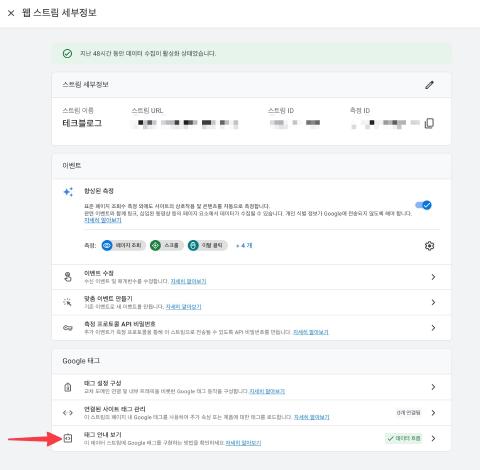 웹 스트림 세부정보
지난 48시간 동안 데이터 수집이 활성화 상태였습니다.
스트림 세부정보
스트림 이름
스트림 URL
스트림 ID
측정 ID
테크블로그
이벤트
향상된 측정
표준 페이지 조회수 측정 외에도 사이트의 상호작용 및 콘텐츠를 자동으로 측정합니다.
관련 이벤트와 함께 링크, 삽입된 동영상 등의 페이지 요소에서 데이터가 수집될 수 있습니다. 개인 식별 정보가 Google에 전송되지 않도록 해야 합니다.
자세히 알아보기
측정: 페이지 조회 스크롤 이탈 클릭 + 4 개
이벤트 수정
수신 이벤트 및 매개변수를 수정합니다. 자세히 알아보기
맞춤 이벤트 만들기
기존 이벤트로 새 이벤트를 만듭니다. 자세히 알아보기
측정 프로토콜 API 비밀번호
추가 이벤트가 측정 프로토콜을 통해 이 스트림으로 전송될 수 있도록 API 비밀번호를 만듭니다. 자세히 알아보기
Google 태그
태그 설정 구성
교차 도메인 연결 및 내부 트래픽을 비롯한 Google 태그 동작을 구성합니다. 자세히 알아보기
연결된 사이트 태그 관리
이 스트림의 페이지 내 Google 태그를 사용하여 추가 속성 또는 제품에 대한 태그를 로드합니다. 자세히 알아보기
0개 연결됨
태그 안내 보기
이 데이터 스트림에 Google 태그를 구현하는 방법을 확인하세요 자세히 알아보기
데이터 흐름